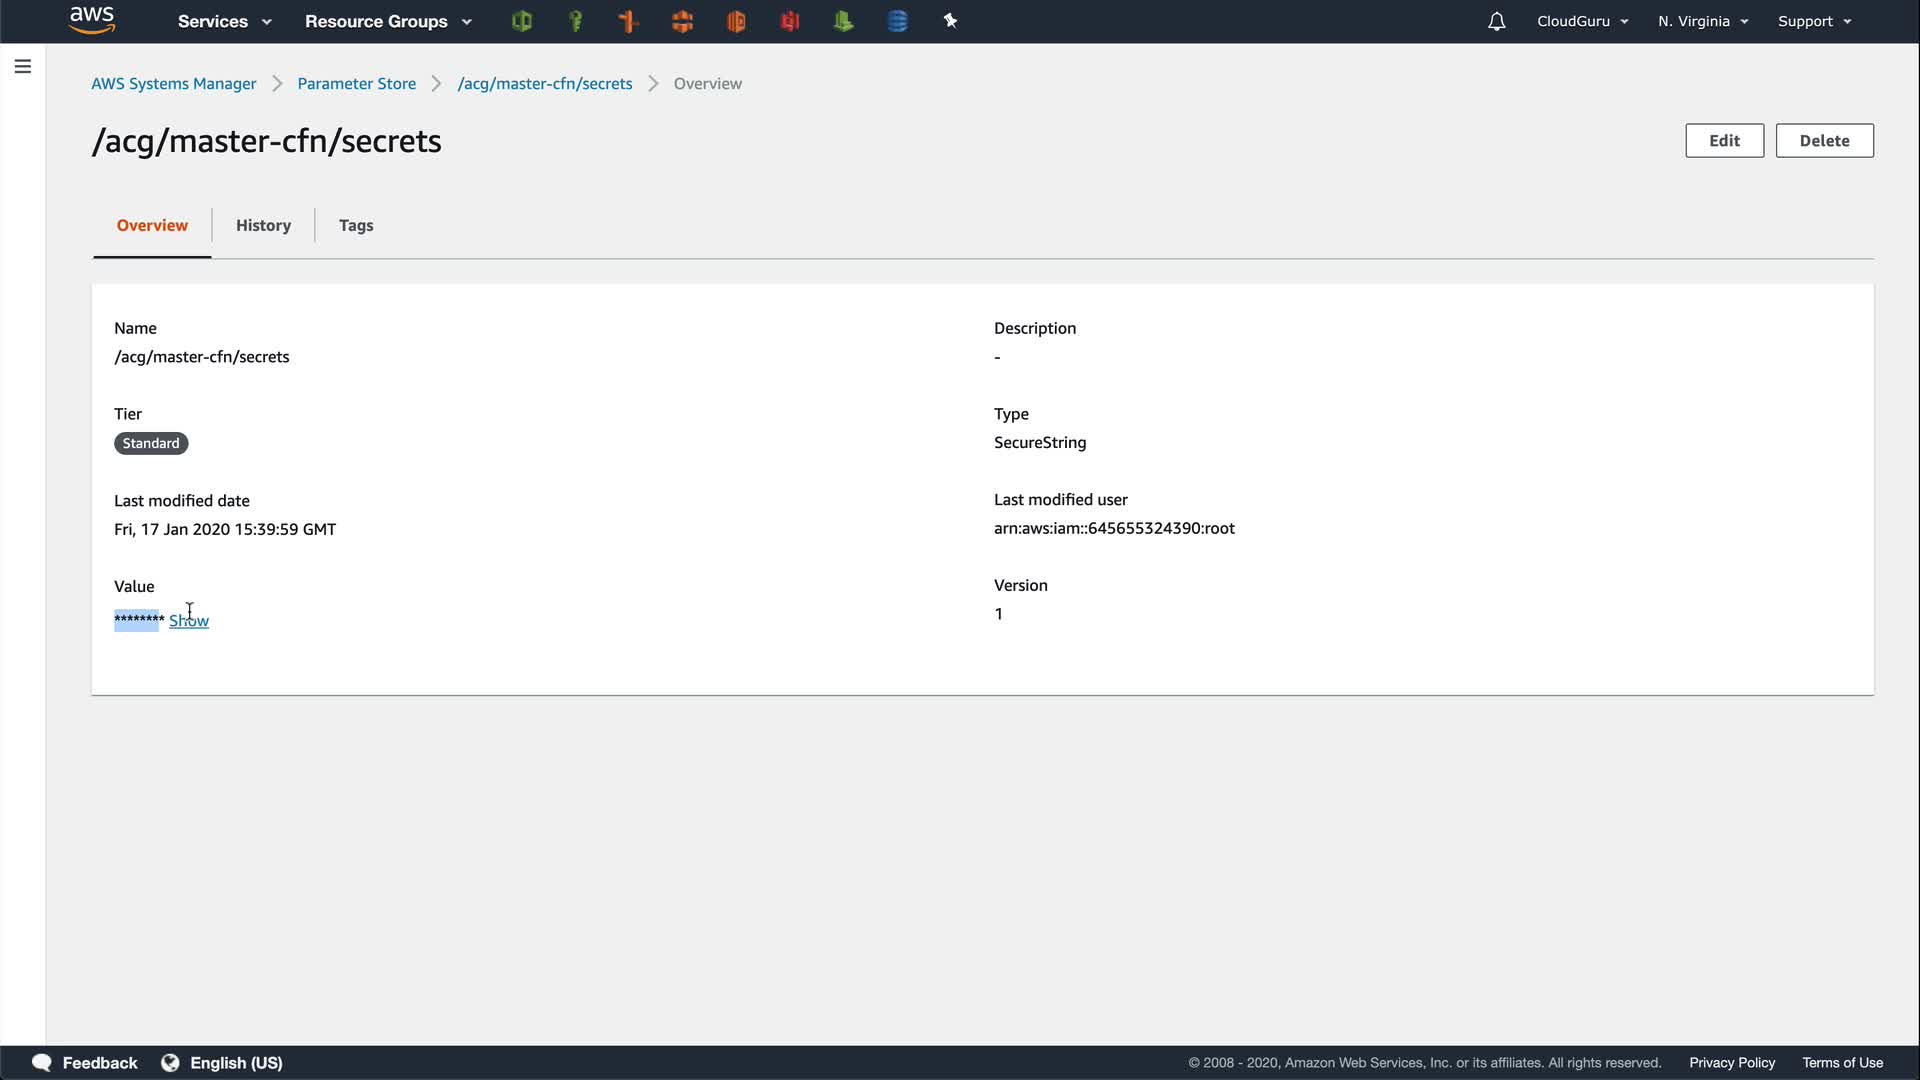 aws Services Resource Groups CloudGuru N. Virginia Support
AWS Systems Manager Parameter Store /acg/master-cfn/secrets Overview
/acg/master-cfn/secrets Edit Delete
Overview History Tags
Name Description
/acg/master-cfn/secrets -
Tier Type
Standard SecureString
Last modified date Last modified user
Fri, 17 Jan 2020 15:39:59 GMT arn:aws:iam::645655324390:root
Value Version
******** Show 1
Feedback English (US) © 2008 - 2020, Amazon Web Services, Inc. or its affiliates. All rights reserved. Privacy Policy Terms of Use